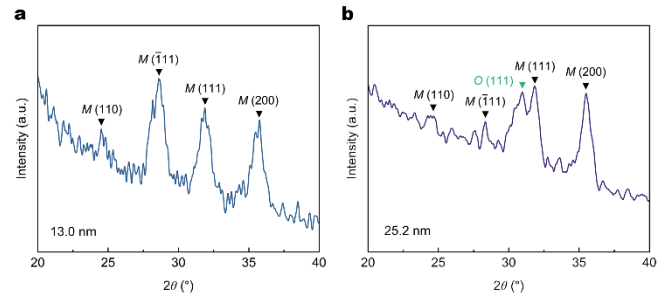 a
M (1̄11)
M (111)
M (200)
M (110)
Intensity (a.u.)
13.0 nm
20 25 30 35 40
2θ (°)
b
M (111)
O (111)
M (200)
M (110)
M (1̄11)
Intensity (a.u.)
25.2 nm
20 25 30 35 40
2θ (°)